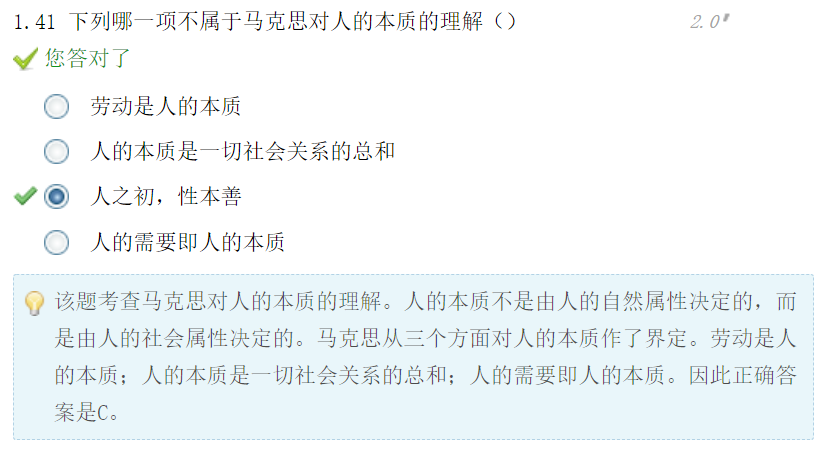 1.41 下列哪一项不属于马克思对人的本质的理解（） 2.0'
您答对了
劳动是人的本质
人的本质是一切社会关系的总和
人之初，性本善
人的需要即人的本质
该题考查马克思对人的本质的理解。人的本质不是由人的自然属性决定的，而
是由人的社会属性决定的。马克思从三个方面对人的本质作了界定。劳动是人
的本质；人的本质是一切社会关系的总和；人的需要即人的本质。因此正确答
案是C。